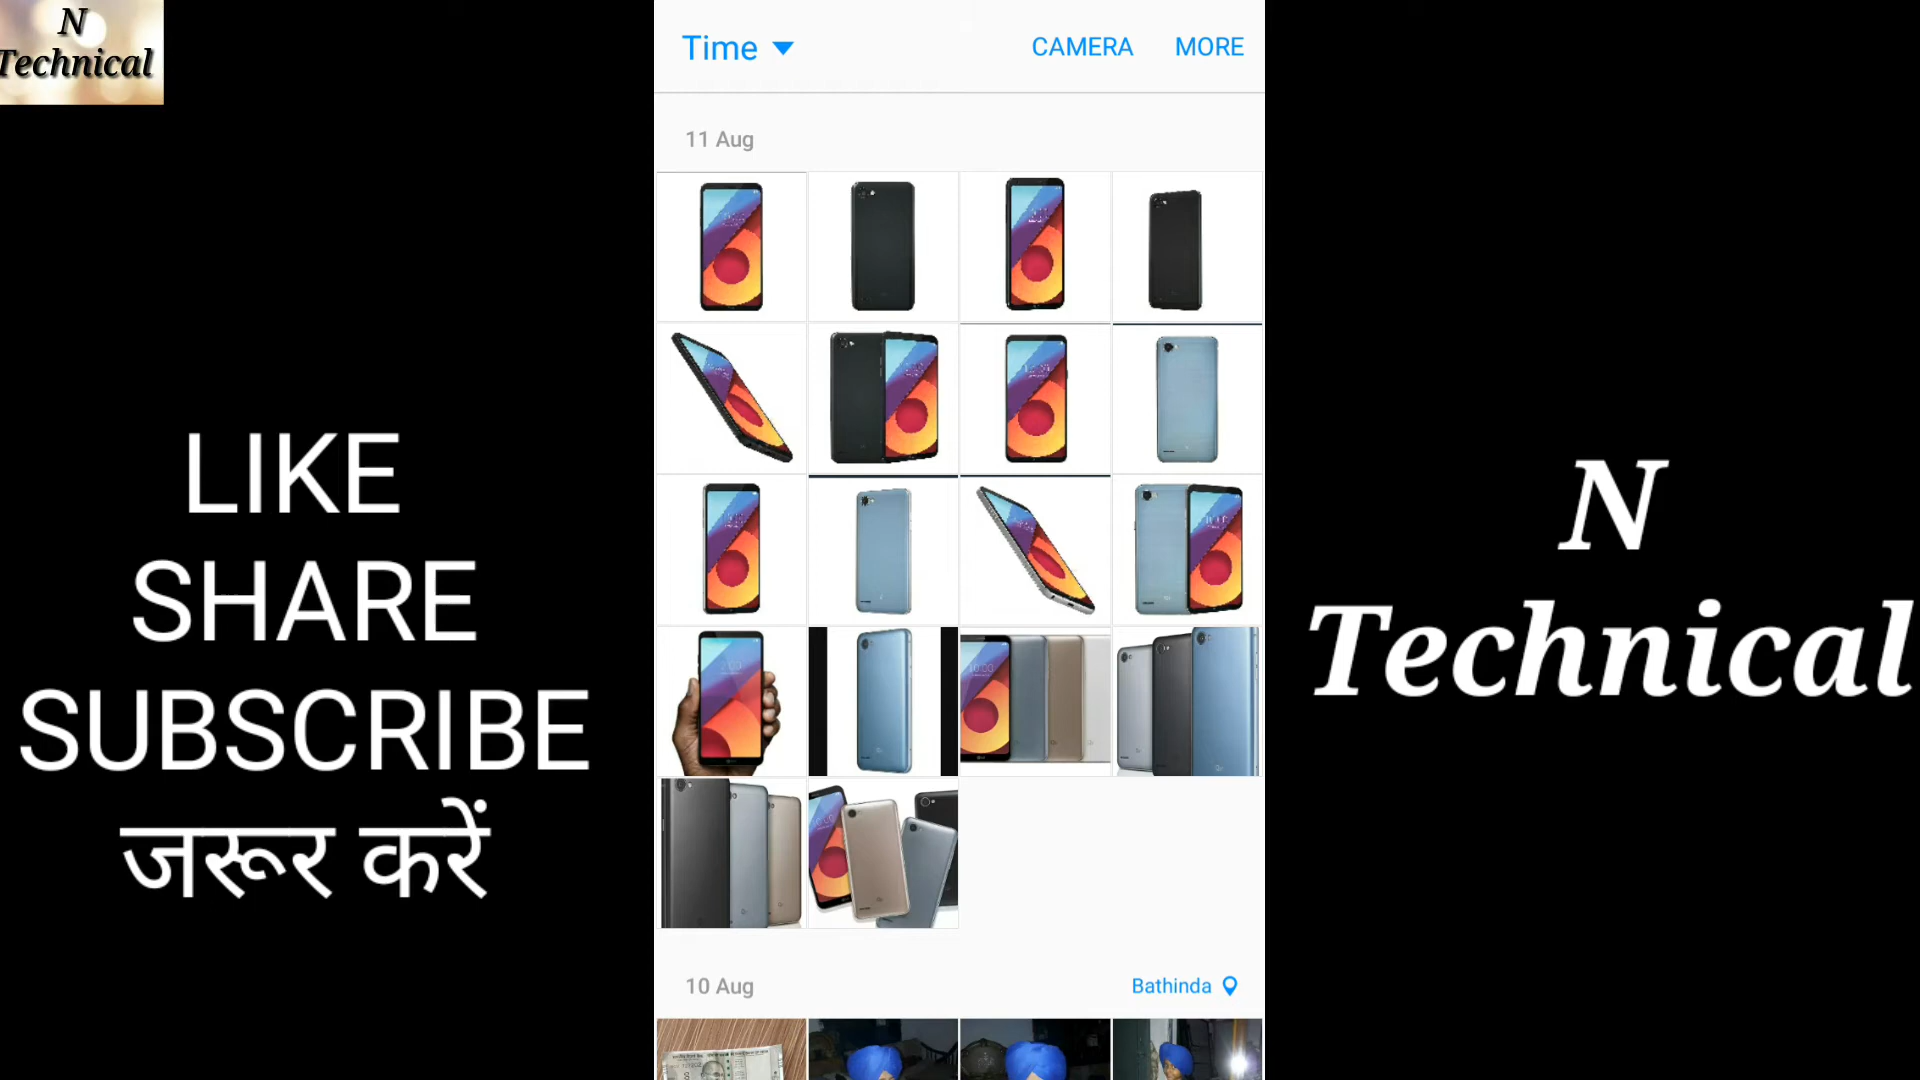 N
Technical
Time
CAMERA
MORE
11 Aug
LIKE
SHARE
SUBSCRIBE
जरूर करें
N
Technical
10 Aug
Bathinda